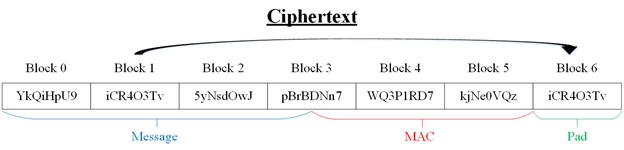 Ciphertext
Block 0 Block 1 Block 2 Block 3 Block 4 Block 5 Block 6
YkQiHpU9 iCR4O3Tv 5yNsdOwJ pBrBDNn7 WQ3P1RD7 kjNe0VQz iCR4O3Tv
Message MAC Pad